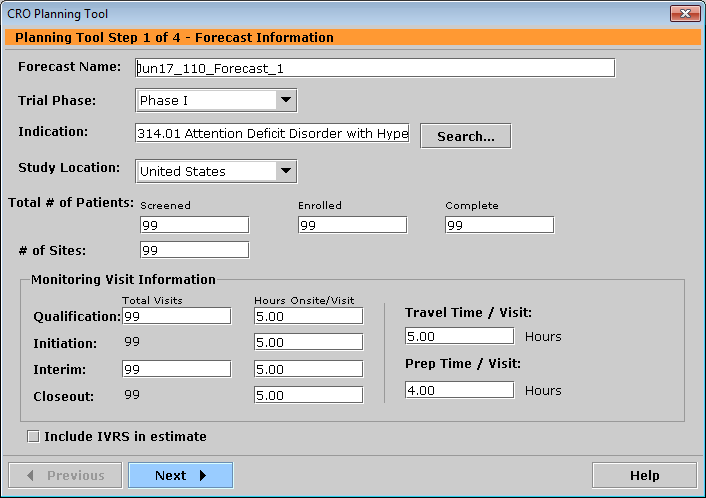 CRO Planning Tool
Planning Tool Step 1 of 4 - Forecast Information
Forecast Name: Jun17_110_Forecast_1
Trial Phase: Phase I
Indication: 314.01 Attention Deficit Disorder with Hype Search...
Study Location: United States
Total # of Patients: Screened Enrolled Complete
99 99 99
# of Sites: 99
Monitoring Visit Information
Total Visits Hours Onsite/Visit
Qualification: 99 5.00
Initiation: 99 5.00
Interim: 99 5.00
Closeout: 99 5.00
Travel Time / Visit:
5.00 Hours
Prep Time / Visit:
4.00 Hours
Include IVRS in estimate
Previous Next Help